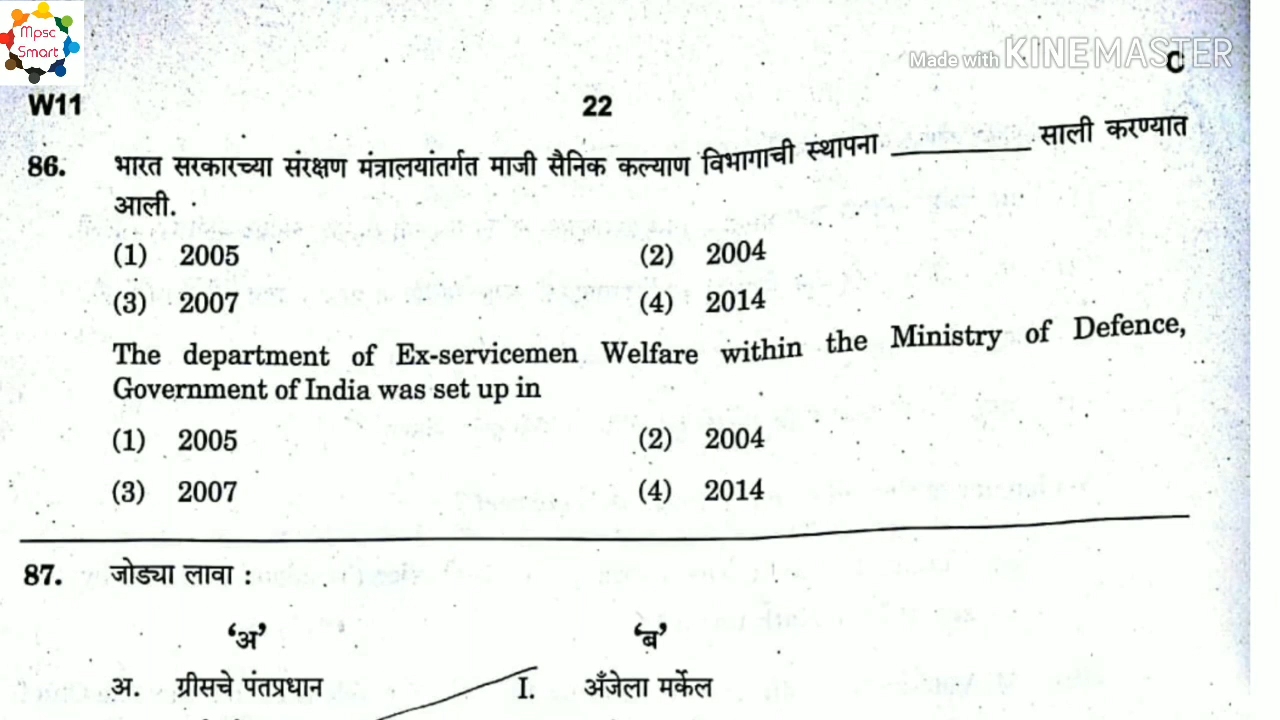 Mpsc
Smart
Made with KINEMASTER
C
W11 22
86. भारत सरकारच्या संरक्षण मंत्रालयांतर्गत माजी सैनिक कल्याण विभागाची स्थापना ________ साली करण्यात
आली.
(1) 2005 (2) 2004
(3) 2007 (4) 2014
The department of Ex-servicemen Welfare within the Ministry of Defence,
Government of India was set up in
(1) 2005 (2) 2004
(3) 2007 (4) 2014
87. जोड्या लावा :
‘अ’ ‘ब’
अ. ग्रीसचे पंतप्रधान I. अँजेला मर्केल